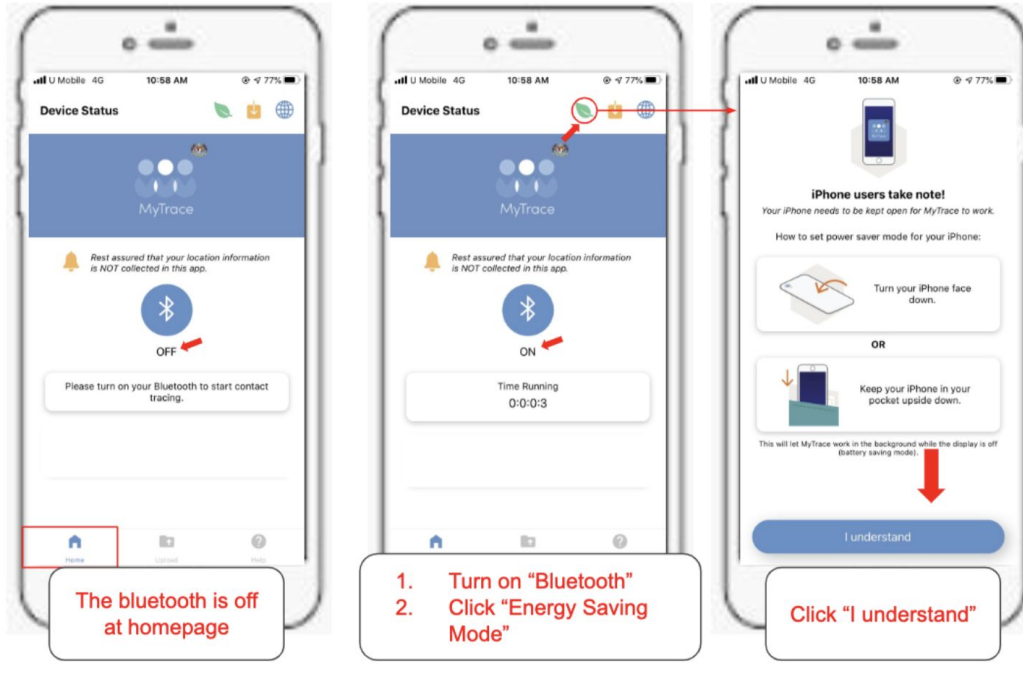 U Mobile 4G 10:58 AM 77%
Device Status
MyTrace
Rest assured that your location information
is NOT collected in this app.
OFF
Please turn on your Bluetooth to start contact
tracing.
Home
Upload
Help
The bluetooth is off
at homepage
U Mobile 4G 10:58 AM 77%
Device Status
MyTrace
Rest assured that your location information
is NOT collected in this app.
ON
Time Running
0:0:0:3
1. Turn on “Bluetooth”
2. Click “Energy Saving
Mode”
U Mobile 4G 10:58 AM 77%
iPhone users take note!
Your iPhone needs to be kept open for MyTrace to work.
How to set power saver mode for your iPhone:
Turn your iPhone face
down.
OR
Keep your iPhone in your
pocket upside down.
This will let MyTrace work in the background while the display is off
(battery saving mode).
I understand
Click “I understand”